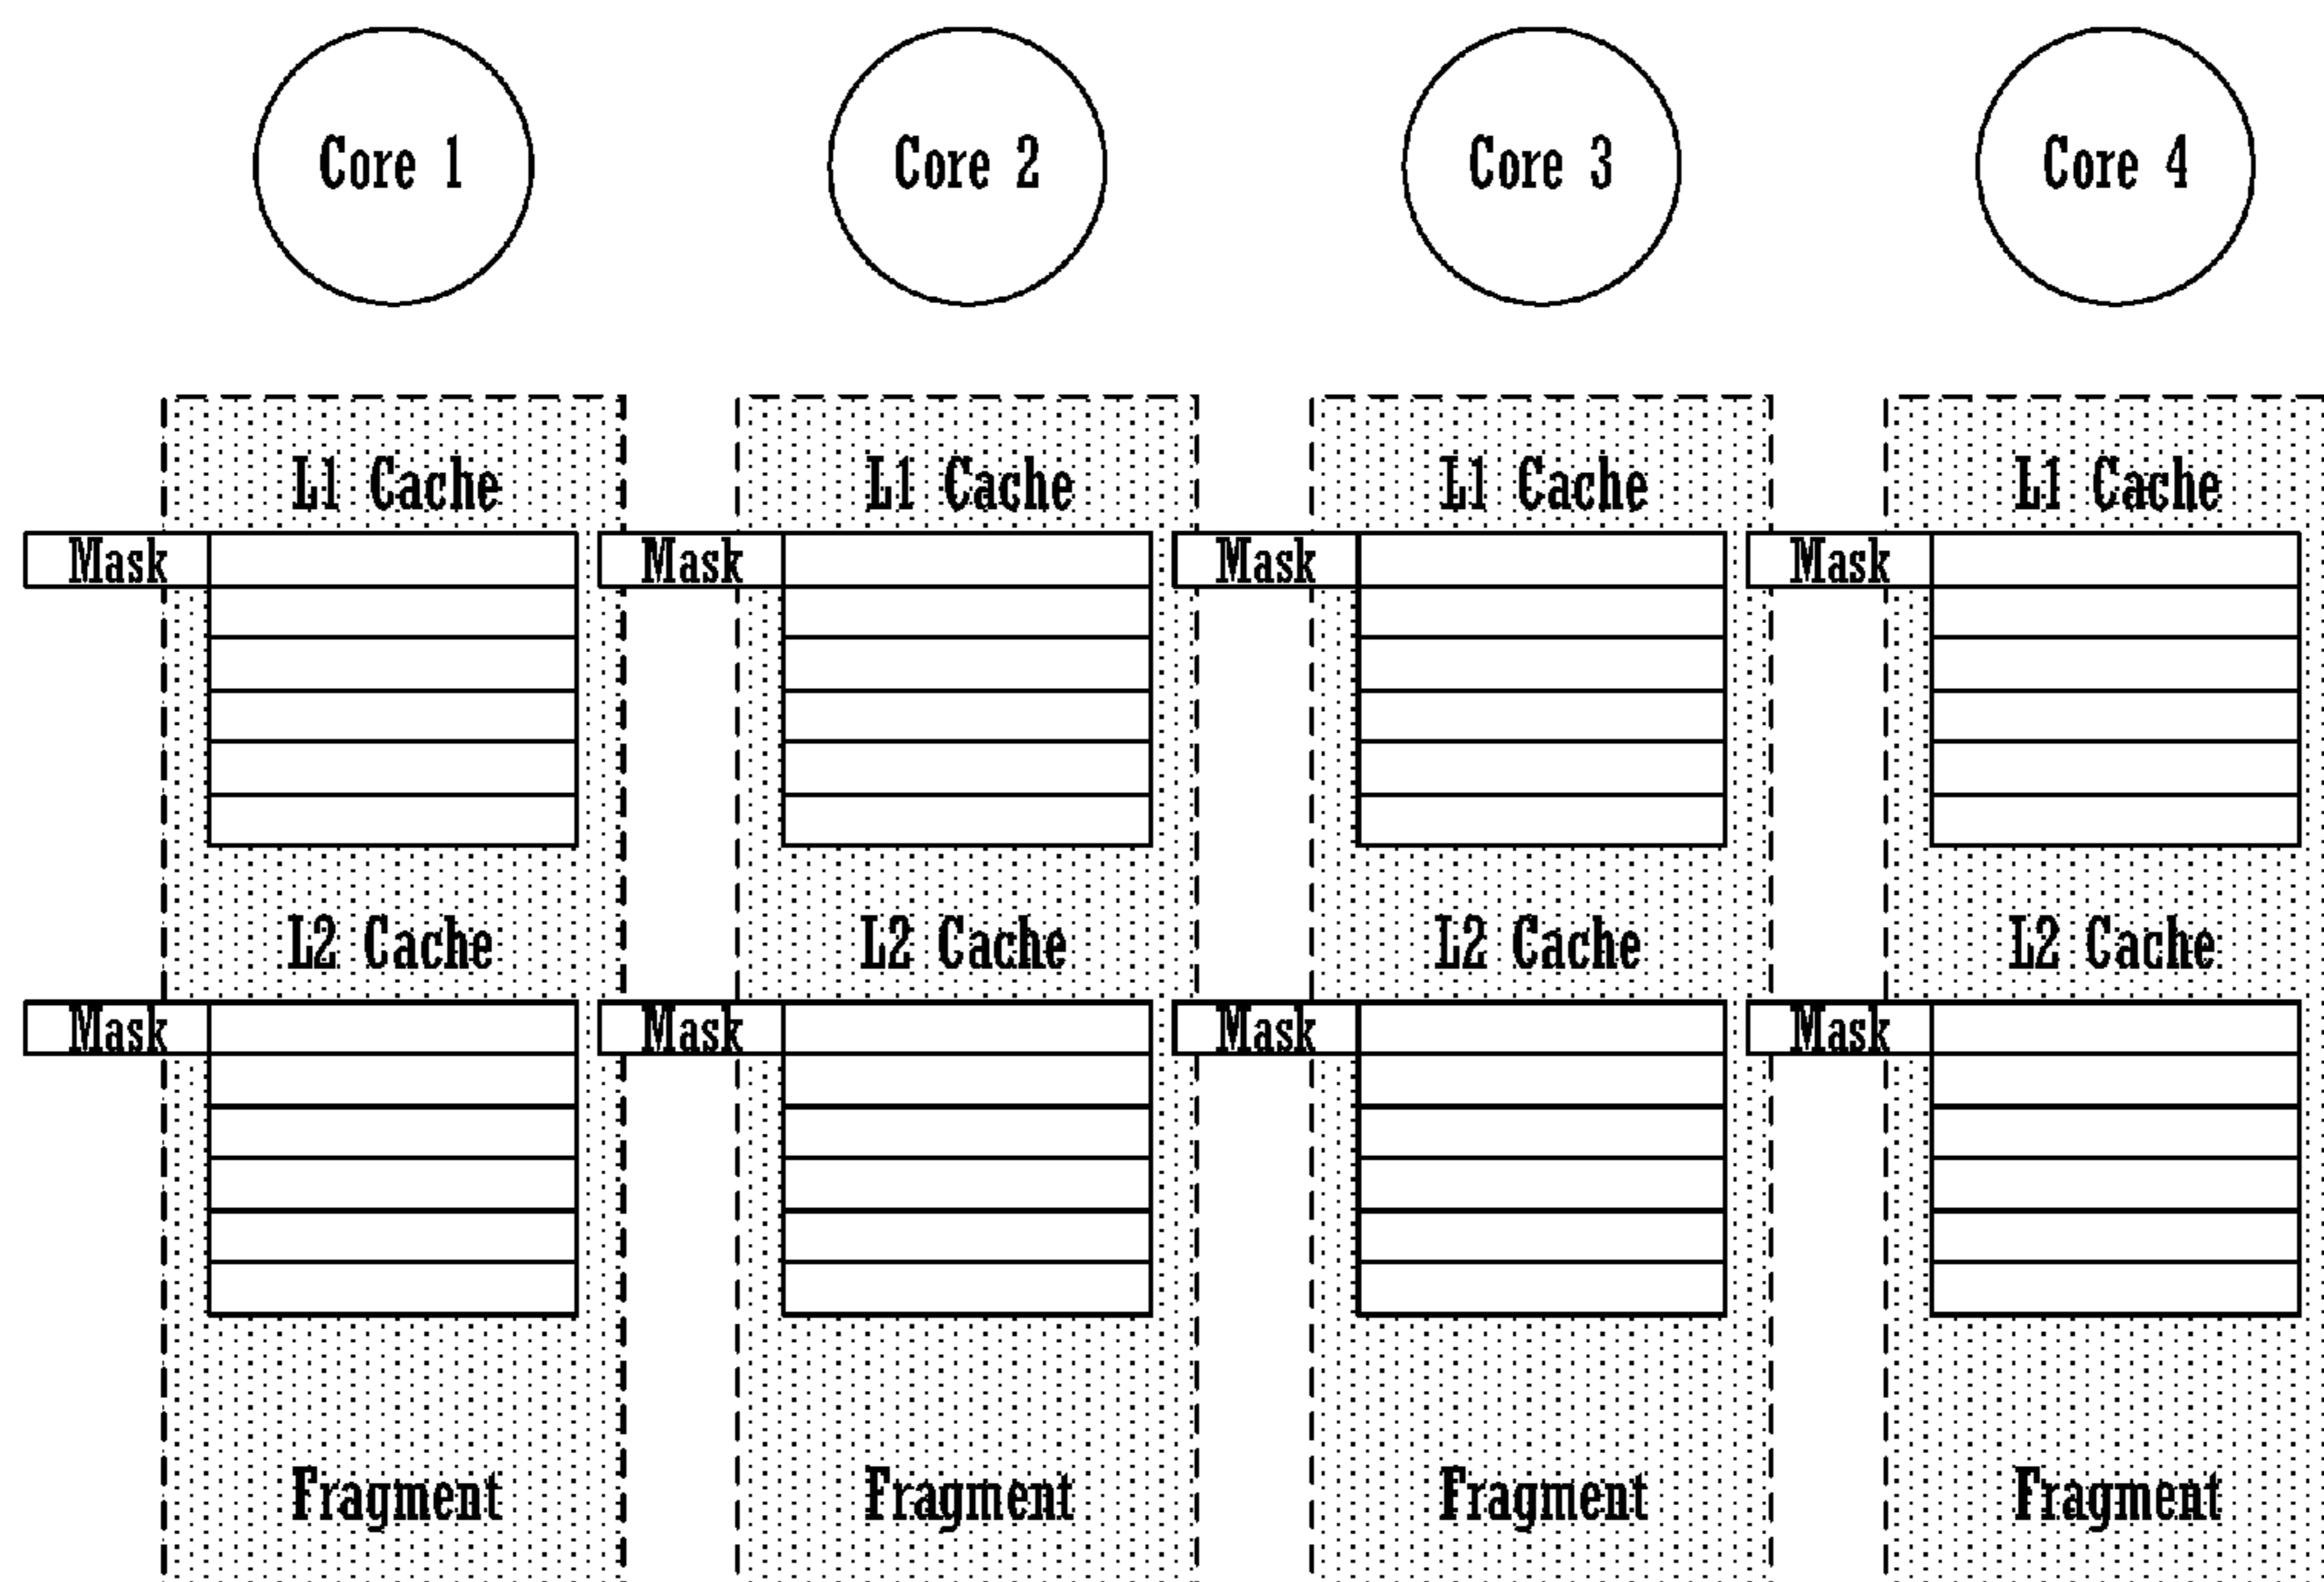 Core 1 Core 2 Core 3 Core 4
L1 Cache L1 Cache L1 Cache L1 Cache
Mask Mask Mask Mask
L2 Cache L2 Cache L2 Cache L2 Cache
Mask Mask Mask Mask
Fragment Fragment Fragment Fragment